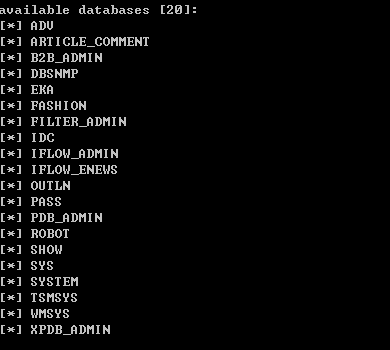 available databases [20]:
[*] ADV
[*] ARTICLE_COMMENT
[*] B2B_ADMIN
[*] DBSNMP
[*] EKA
[*] FASHION
[*] FILTER_ADMIN
[*] IDC
[*] IFLOW_ADMIN
[*] IFLOW_ENEWS
[*] OUTLN
[*] PASS
[*] PDB_ADMIN
[*] ROBOT
[*] SHOW
[*] SYS
[*] SYSTEM
[*] TSMSYS
[*] WMSYS
[*] XPDB_ADMIN